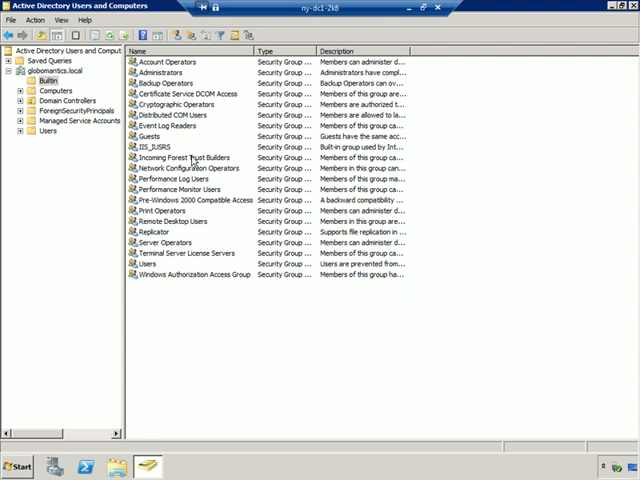 Active Directory Users and Computers
ny-dc1-2k8
File Action View Help
Active Directory Users and Comput
Saved Queries
globomantics.local
Builtin
Computers
Domain Controllers
ForeignSecurityPrincipals
Managed Service Accounts
Users
Name Type Description
Account Operators Security Group ... Members can administer d...
Administrators Security Group ... Administrators have compl...
Backup Operators Security Group ... Backup Operators can ov...
Certificate Service DCOM Access Security Group ... Members of this group are...
Cryptographic Operators Security Group ... Members are authorized t...
Distributed COM Users Security Group ... Members are allowed to la...
Event Log Readers Security Group ... Members of this group ca...
Guests Security Group ... Guests have the same acc...
IIS_IUSRS Security Group ... Built-in group used by Int...
Incoming Forest Trust Builders Security Group ... Members of this group ca...
Network Configuration Operators Security Group ... Members in this group can...
Performance Log Users Security Group ... Members of this group ma...
Performance Monitor Users Security Group ... Members of this group ca...
Pre-Windows 2000 Compatible Access Security Group ... A backward compatibility ...
Print Operators Security Group ... Members can administer d...
Remote Desktop Users Security Group ... Members in this group are...
Replicator Security Group ... Supports file replication in ...
Server Operators Security Group ... Members can administer d...
Terminal Server License Servers Security Group ... Members of this group ca...
Users Security Group ... Users are prevented from...
Windows Authorization Access Group Security Group ... Members of this group ha...
Start